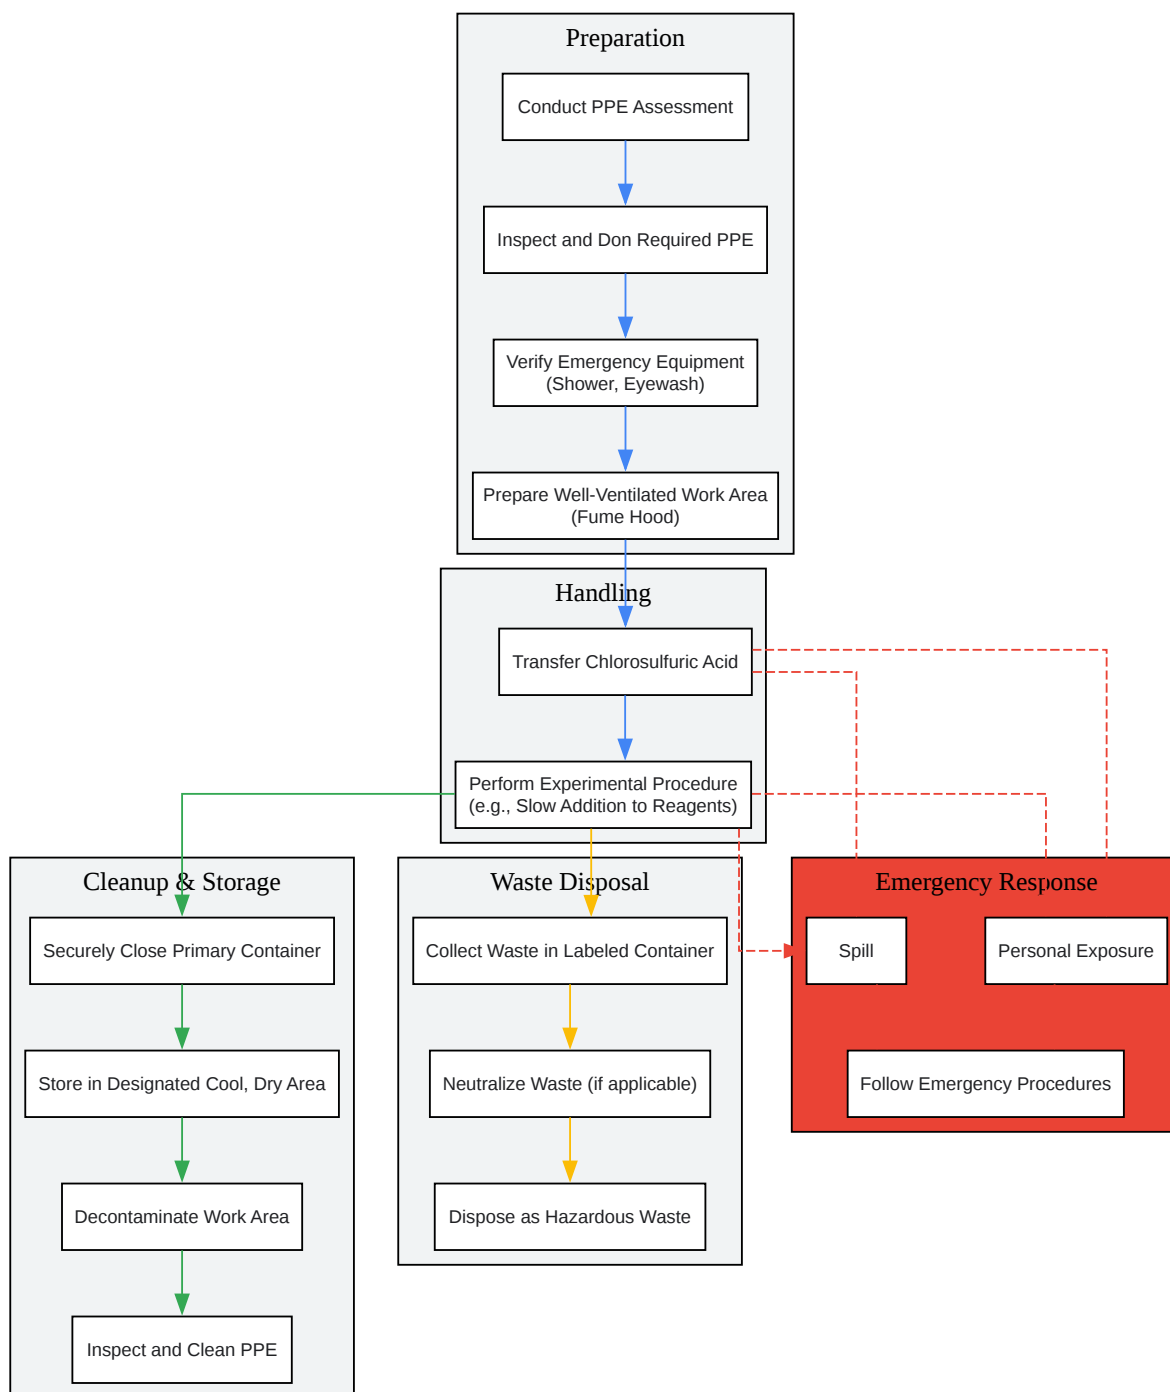 Preparation
Conduct PPE Assessment
Inspect and Don Required PPE
Verify Emergency Equipment
(Shower, Eyewash)
Prepare Well-Ventilated Work Area
(Fume Hood)
Handling
Transfer Chlorosulfuric Acid
Perform Experimental Procedure
(e.g., Slow Addition to Reagents)
Cleanup & Storage
Securely Close Primary Container
Store in Designated Cool, Dry Area
Decontaminate Work Area
Inspect and Clean PPE
Waste Disposal
Collect Waste in Labeled Container
Neutralize Waste (if applicable)
Dispose as Hazardous Waste
Emergency Response
Spill
Personal Exposure
Follow Emergency Procedures